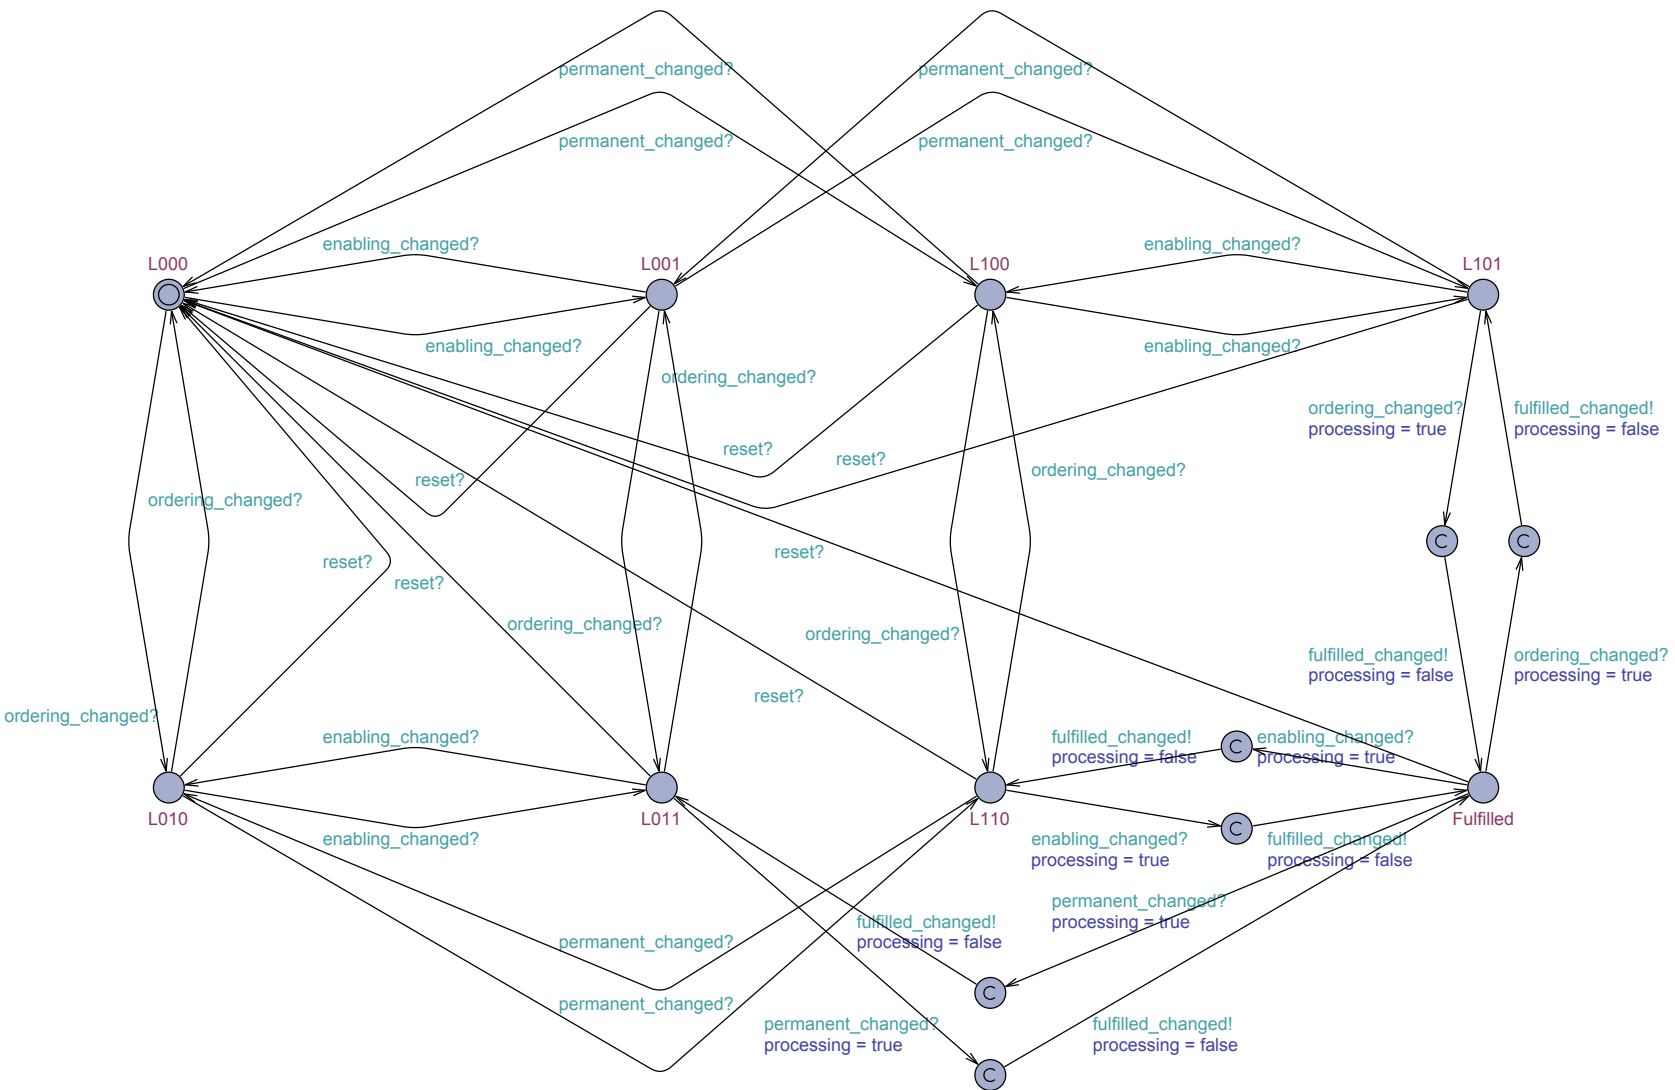 permanent_changed?
permanent_changed?
permanent_changed?
permanent_changed?
enabling_changed?
enabling_changed?
L000
L001
L100
L101
enabling_changed?
enabling_changed?
ordering_changed?
ordering_changed?
processing = true
fulfilled_changed!
processing = false
reset?
reset?
reset?
ordering_changed?
ordering_changed?
C
C
reset?
reset?
reset?
ordering_changed?
ordering_changed?
fulfilled_changed!
processing = false
ordering_changed?
processing = true
reset?
ordering_changed?
enabling_changed?
fulfilled_changed!
processing = false
C
enabling_changed?
processing = true
L010
L011
L110
Fulfilled
C
enabling_changed?
enabling_changed?
processing = true
fulfilled_changed!
processing = false
permanent_changed?
processing = true
fulfilled_changed!
processing = false
permanent_changed?
C
permanent_changed?
permanent_changed?
processing = true
fulfilled_changed!
processing = false
C